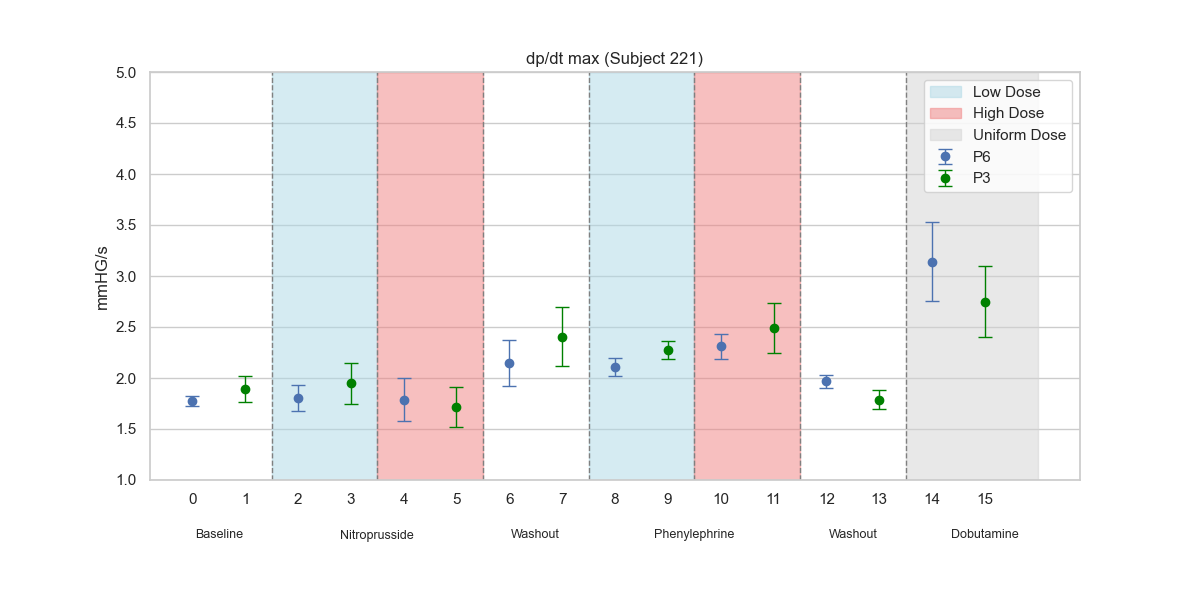 dp/dt max (Subject 221)
5.0
4.5
4.0
3.5
3.0
2.5
2.0
1.5
1.0
mmHG/s
Low Dose
High Dose
Uniform Dose
P6
P3
0 1 2 3 4 5 6 7 8 9 10 11 12 13 14 15
Baseline Nitroprusside Washout Phenylephrine Washout Dobutamine